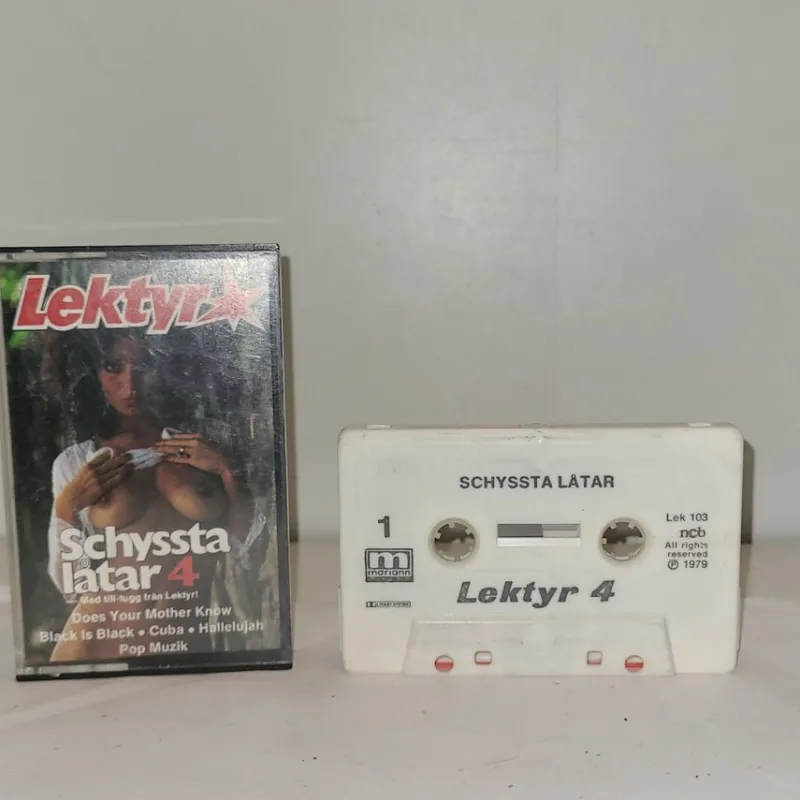 Lektyr
Schyssta
låtar 4
Med till-tugg från Lektyr!
Does Your Mother Know
Black Is Black • Cuba • Hallelujah
Pop Muzik
SCHYSSTA LÅTAR
1
Lek 103
ncb
All rights
reserved
℗ 1979
m
mariann
Lektyr 4